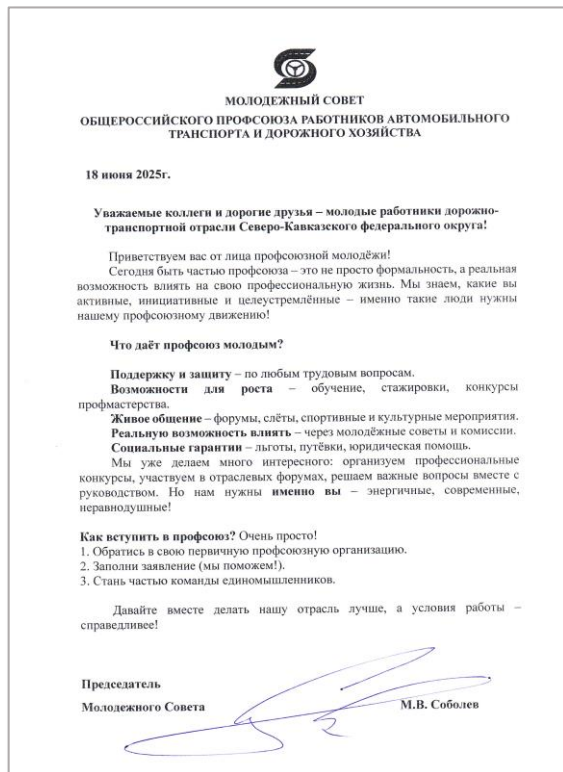 МОЛОДЕЖНЫЙ СОВЕТ
ОБЩЕРОССИЙСКОГО ПРОФСОЮЗА РАБОТНИКОВ АВТОМОБИЛЬНОГО
ТРАНСПОРТА И ДОРОЖНОГО ХОЗЯЙСТВА
18 июня 2025г.
Уважаемые коллеги и дорогие друзья – молодые работники дорожно-
транспортной отрасли Северо-Кавказского федерального округа!
Приветствуем вас от лица профсоюзной молодёжи!
Сегодня быть частью профсоюза – это не просто формальность, а реальная
возможность влиять на свою профессиональную жизнь. Мы знаем, какие вы
активные, инициативные и целеустремлённые – именно такие люди нужны
нашему профсоюзному движению!
Что даёт профсоюз молодым?
Поддержку и защиту – по любым трудовым вопросам.
Возможности для роста – обучение, стажировки, конкурсы
профмастерства.
Живое общение – форумы, слёты, спортивные и культурные мероприятия.
Реальную возможность влиять – через молодёжные советы и комиссии.
Социальные гарантии – льготы, путёвки, юридическая помощь.
Мы уже делаем много интересного: организуем профессиональные
конкурсы, участвуем в отраслевых форумах, решаем важные вопросы вместе с
руководством. Но нам нужны именно вы – энергичные, современные,
неравнодушные!
Как вступить в профсоюз? Очень просто!
1. Обратись в свою первичную профсоюзную организацию.
2. Заполни заявление (мы поможем!).
3. Стань частью команды единомышленников.
Давайте вместе делать нашу отрасль лучше, а условия работы –
справедливее!
Председатель
Молодежного Совета М.В. Соболев